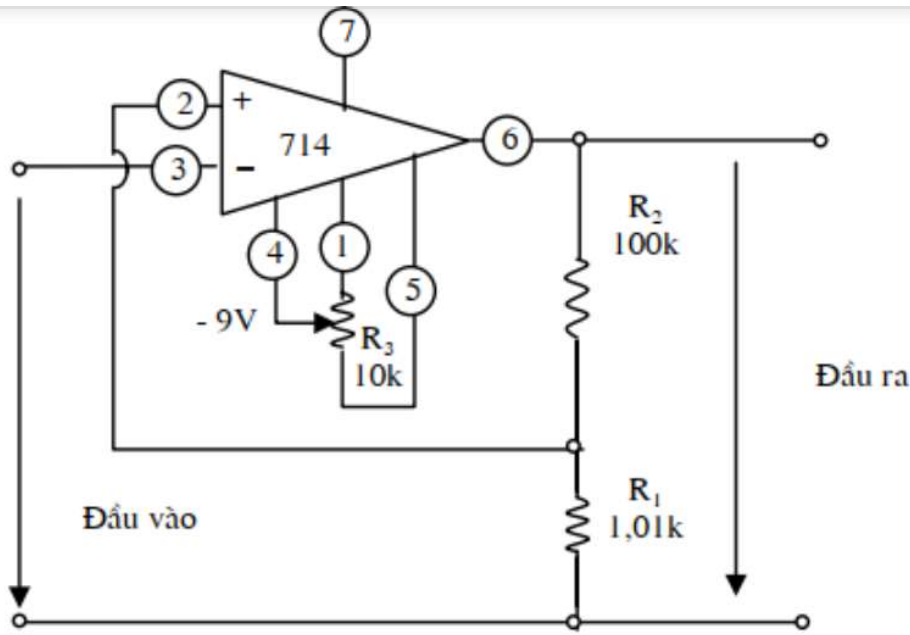 7
2
+
714
6
3
−
R₂
100k
4
1
5
- 9V
R₃
10k
Đầu ra
R₁
1,01k
Đầu vào